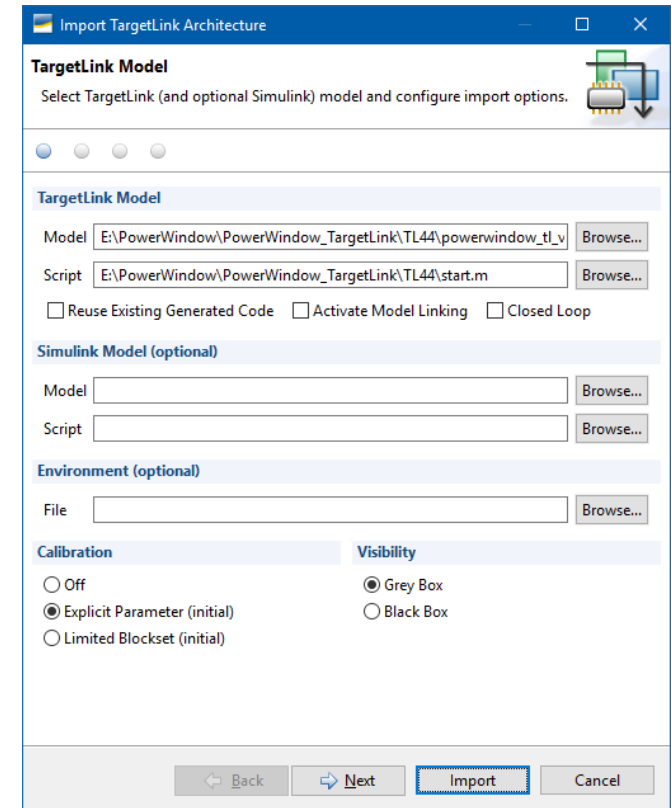 Import TargetLink Architecture
TargetLink Model
Select TargetLink (and optional Simulink) model and configure import options.
TargetLink Model
Model E:\PowerWindow\PowerWindow_TargetLink\TL44\powerwindow_tl_v Browse...
Script E:\PowerWindow\PowerWindow_TargetLink\TL44\start.m Browse...
Reuse Existing Generated Code Activate Model Linking Closed Loop
Simulink Model (optional)
Model Browse...
Script Browse...
Environment (optional)
File Browse...
Calibration Visibility
Off Grey Box
Explicit Parameter (initial) Black Box
Limited Blockset (initial)
Back Next Import Cancel